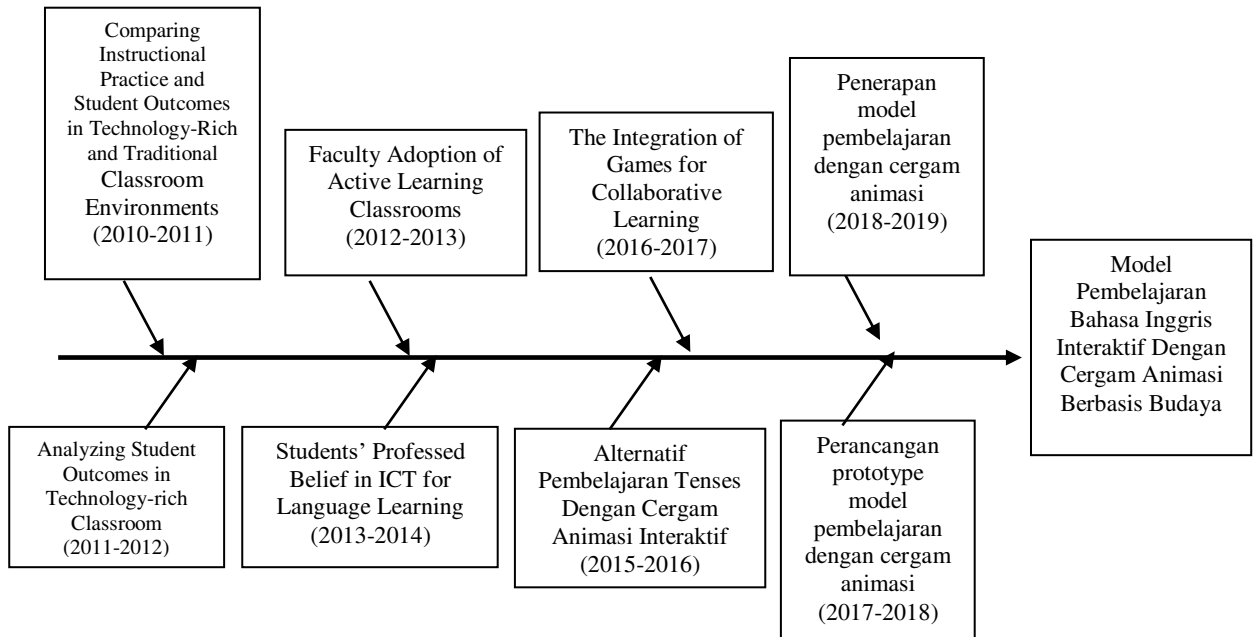 Comparing
Instructional
Practice and
Student Outcomes
in Technology-Rich
and Traditional
Classroom
Environments
(2010-2011)
Faculty Adoption of
Active Learning
Classrooms
(2012-2013)
The Integration of
Games for
Collaborative
Learning
(2016-2017)
Penerapan
model
pembelajaran
dengan cergam
animasi
(2018-2019)
Model
Pembelajaran
Bahasa Inggris
Interaktif Dengan
Cergam Animasi
Berbasis Budaya
Analyzing Student
Outcomes in
Technology-rich
Classroom
(2011-2012)
Students’ Professed
Belief in ICT for
Language Learning
(2013-2014)
Alternatif
Pembelajaran Tenses
Dengan Cergam
Animasi Interaktif
(2015-2016)
Perancangan
prototype
model
pembelajaran
dengan cergam
animasi
(2017-2018)